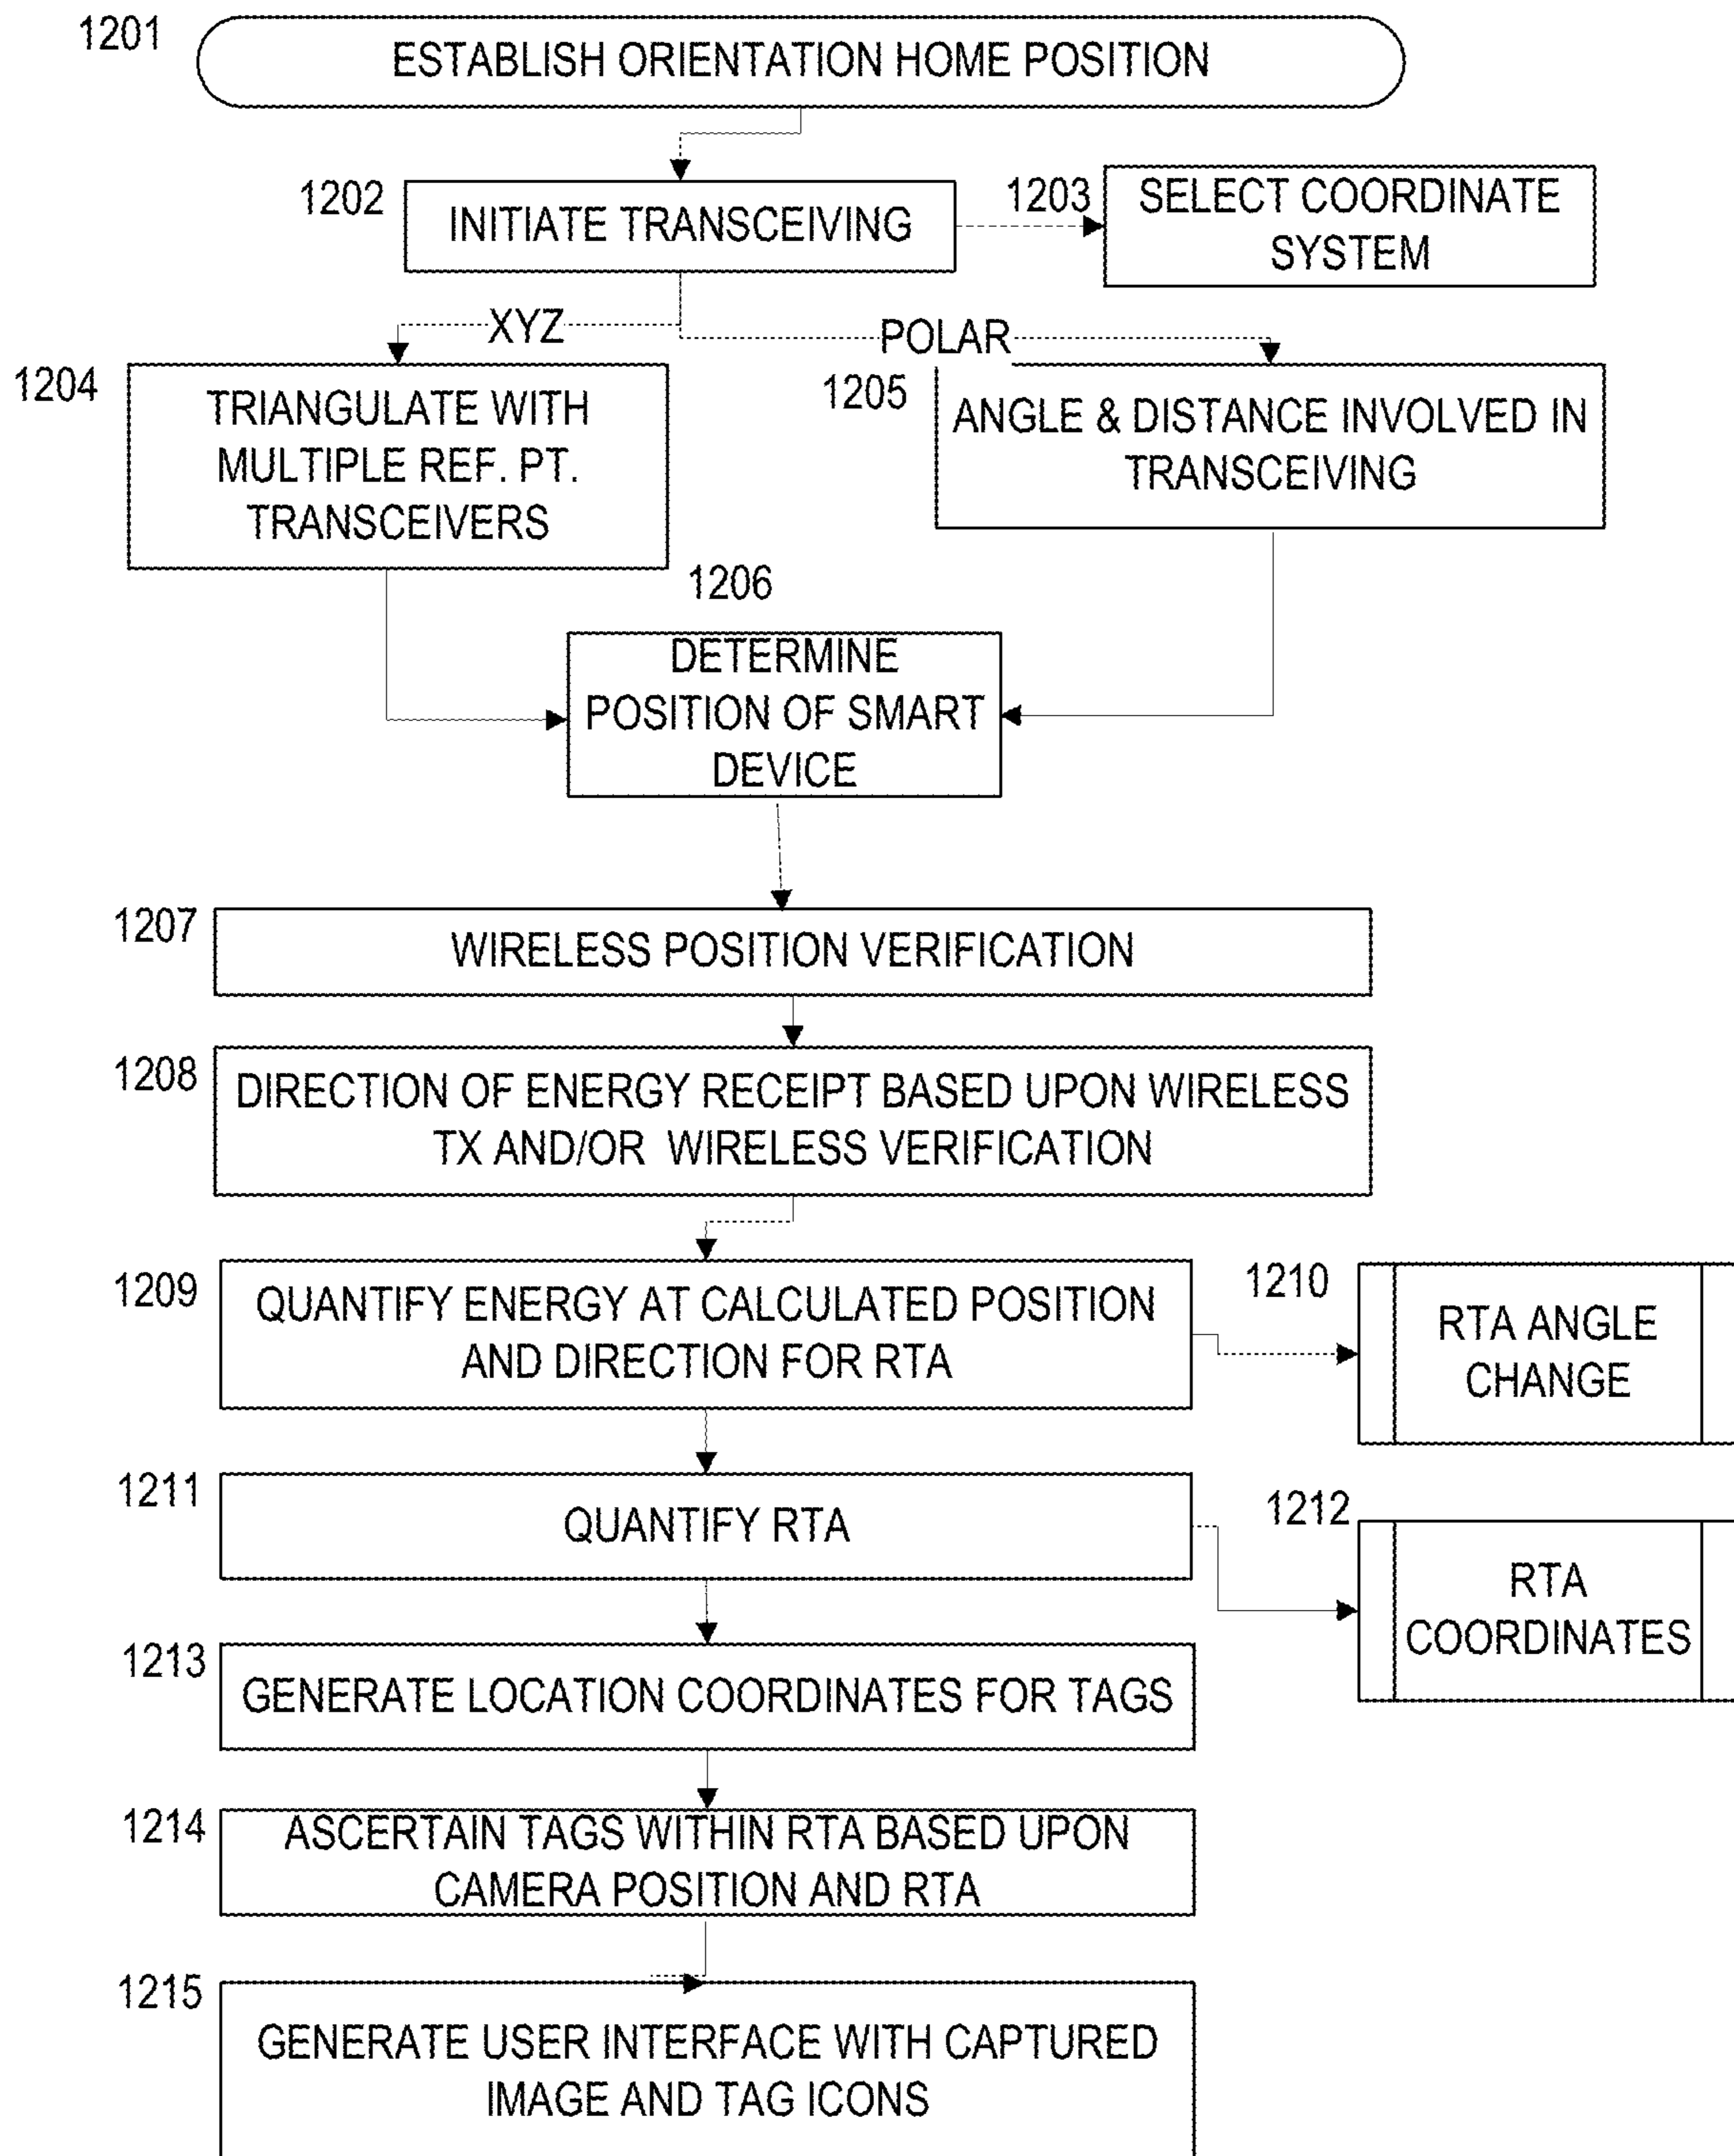 1201
ESTABLISH ORIENTATION HOME POSITION
1202
INITIATE TRANSCEIVING
1203
SELECT COORDINATE
SYSTEM
XYZ
POLAR
1204
TRIANGULATE WITH
MULTIPLE REF. PT.
TRANSCEIVERS
1205
ANGLE & DISTANCE INVOLVED IN
TRANSCEIVING
1206
DETERMINE
POSITION OF SMART
DEVICE
1207
WIRELESS POSITION VERIFICATION
1208
DIRECTION OF ENERGY RECEIPT BASED UPON WIRELESS
TX AND/OR WIRELESS VERIFICATION
1209
QUANTIFY ENERGY AT CALCULATED POSITION
AND DIRECTION FOR RTA
1210
RTA ANGLE
CHANGE
1211
QUANTIFY RTA
1212
RTA
COORDINATES
1213
GENERATE LOCATION COORDINATES FOR TAGS
1214
ASCERTAIN TAGS WITHIN RTA BASED UPON
CAMERA POSITION AND RTA
1215
GENERATE USER INTERFACE WITH CAPTURED
IMAGE AND TAG ICONS